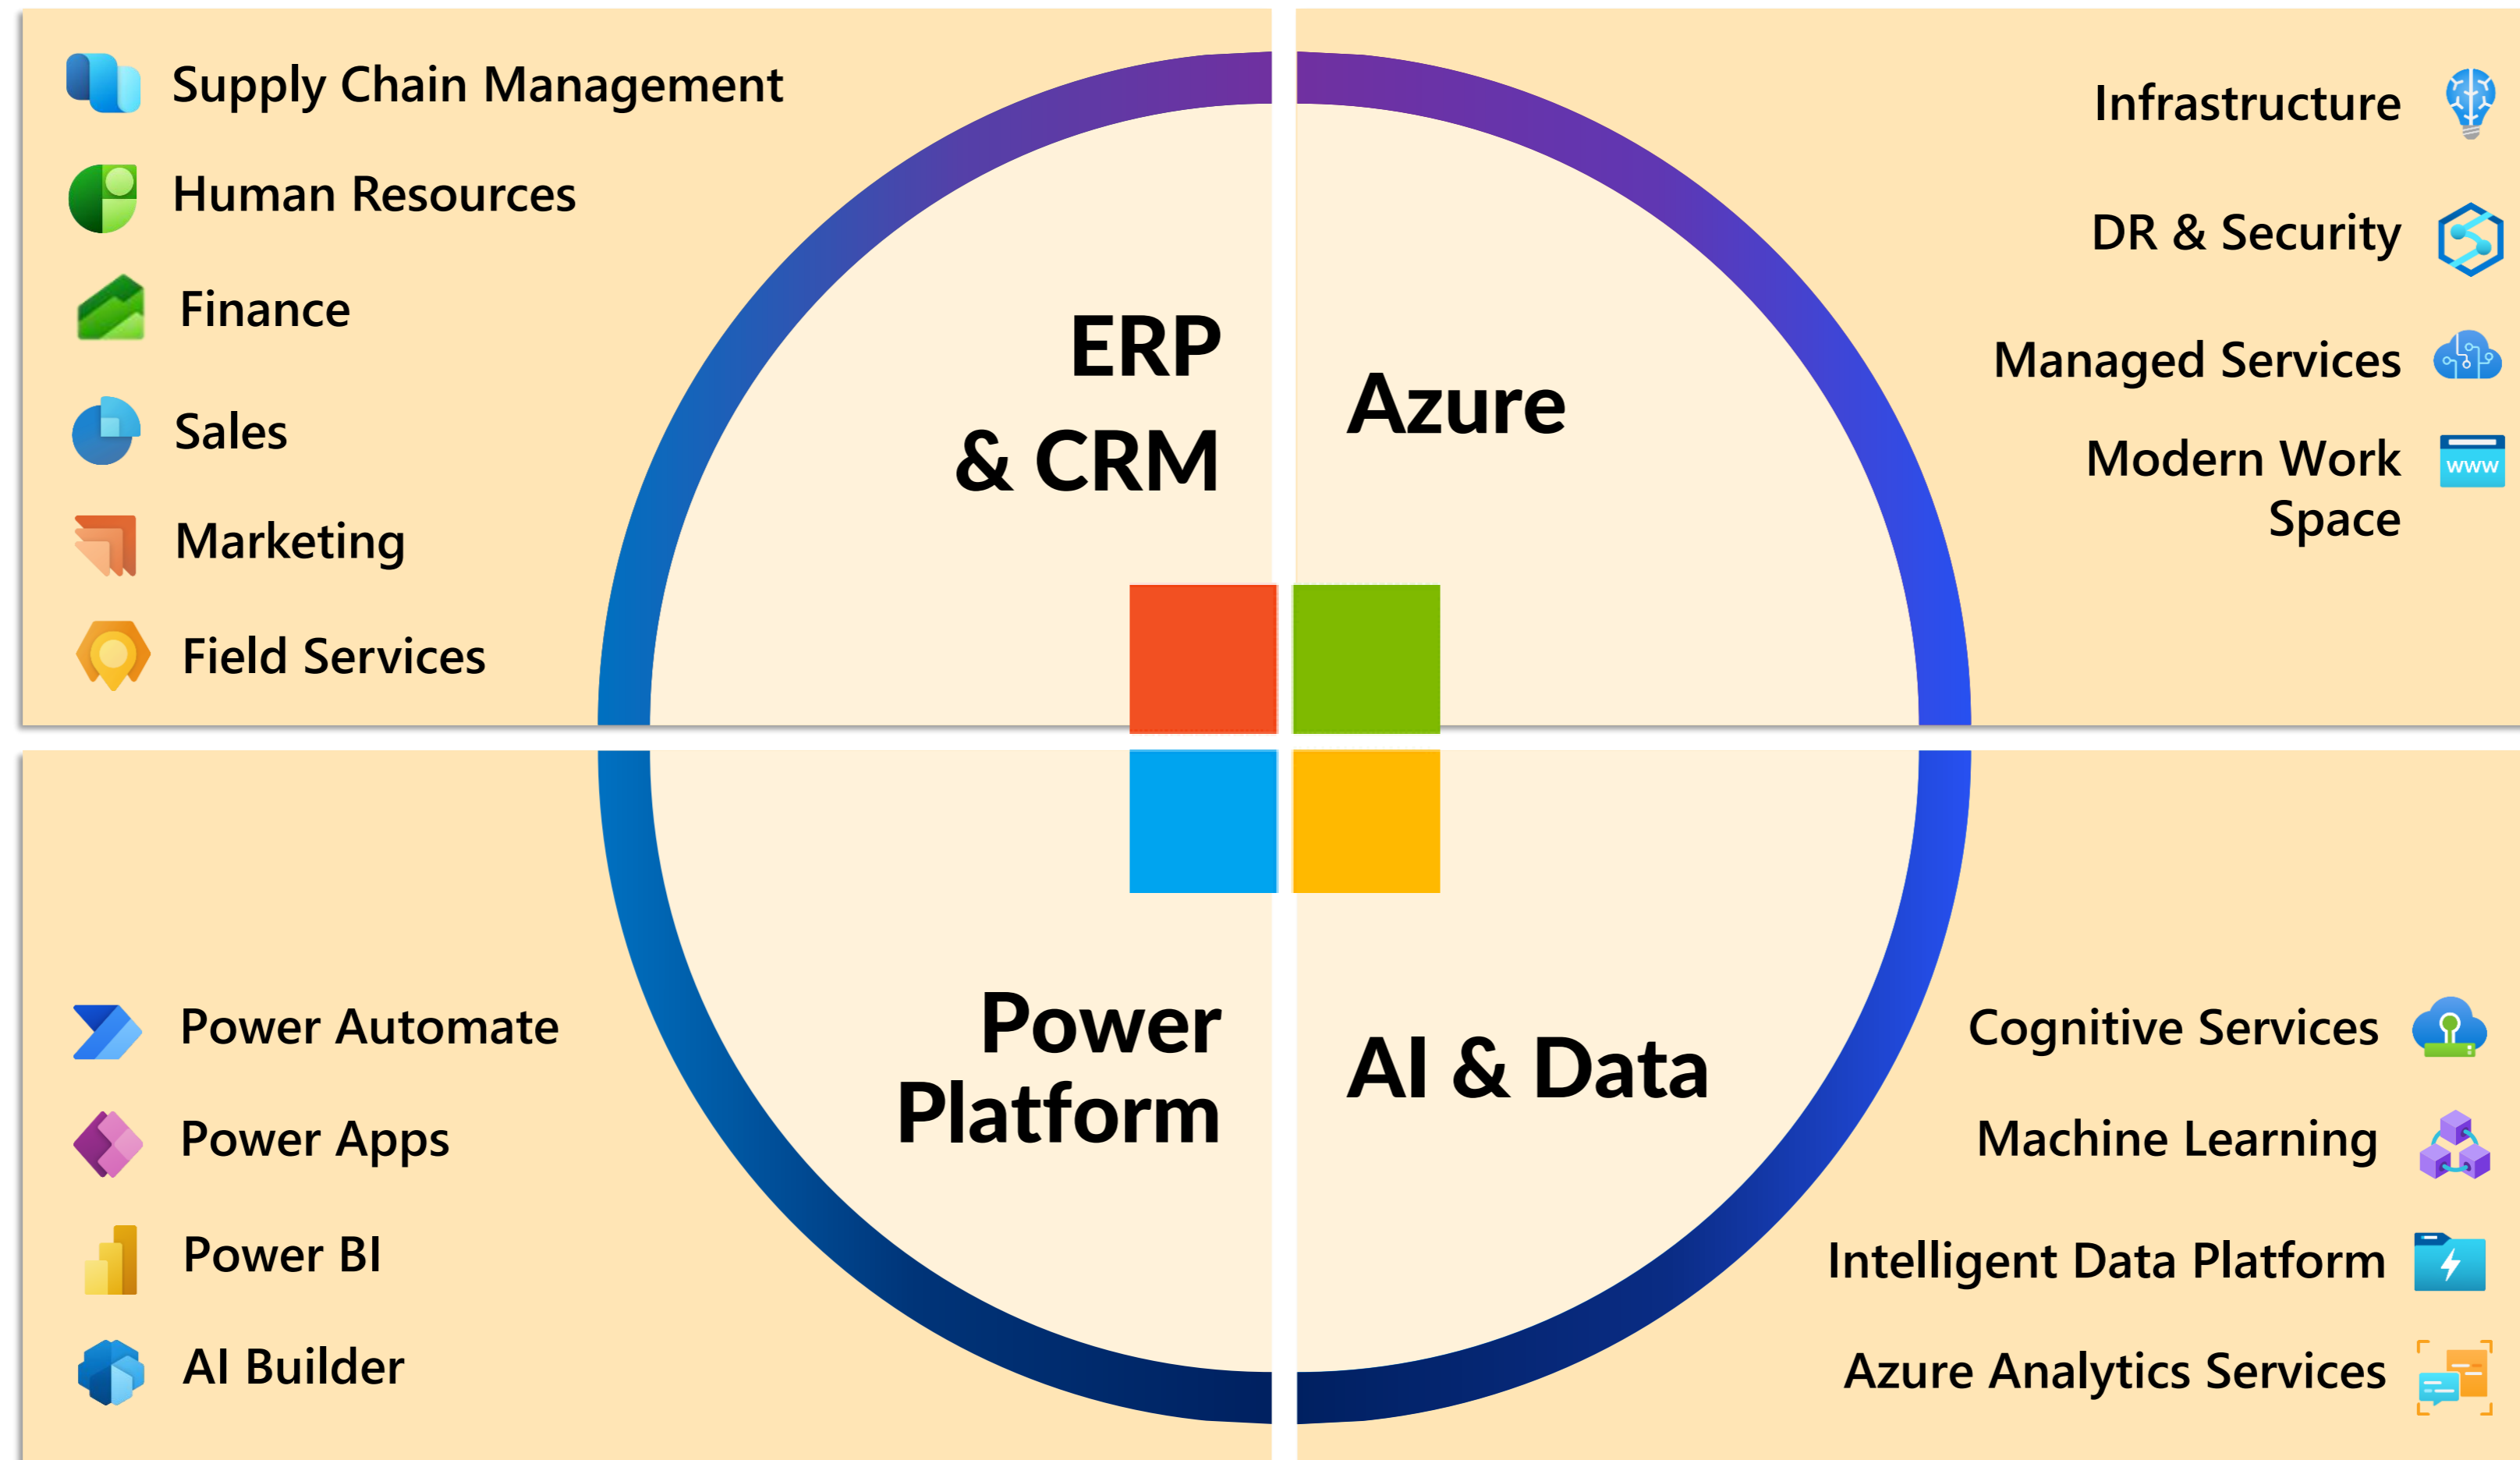 Supply Chain Management
Human Resources
Finance
Sales
Marketing
Field Services
ERP
& CRM
Azure
Infrastructure
DR & Security
Managed Services
Modern Work
Space
www
Power Automate
Power Apps
Power BI
AI Builder
Power
Platform
AI & Data
Cognitive Services
Machine Learning
Intelligent Data Platform
Azure Analytics Services